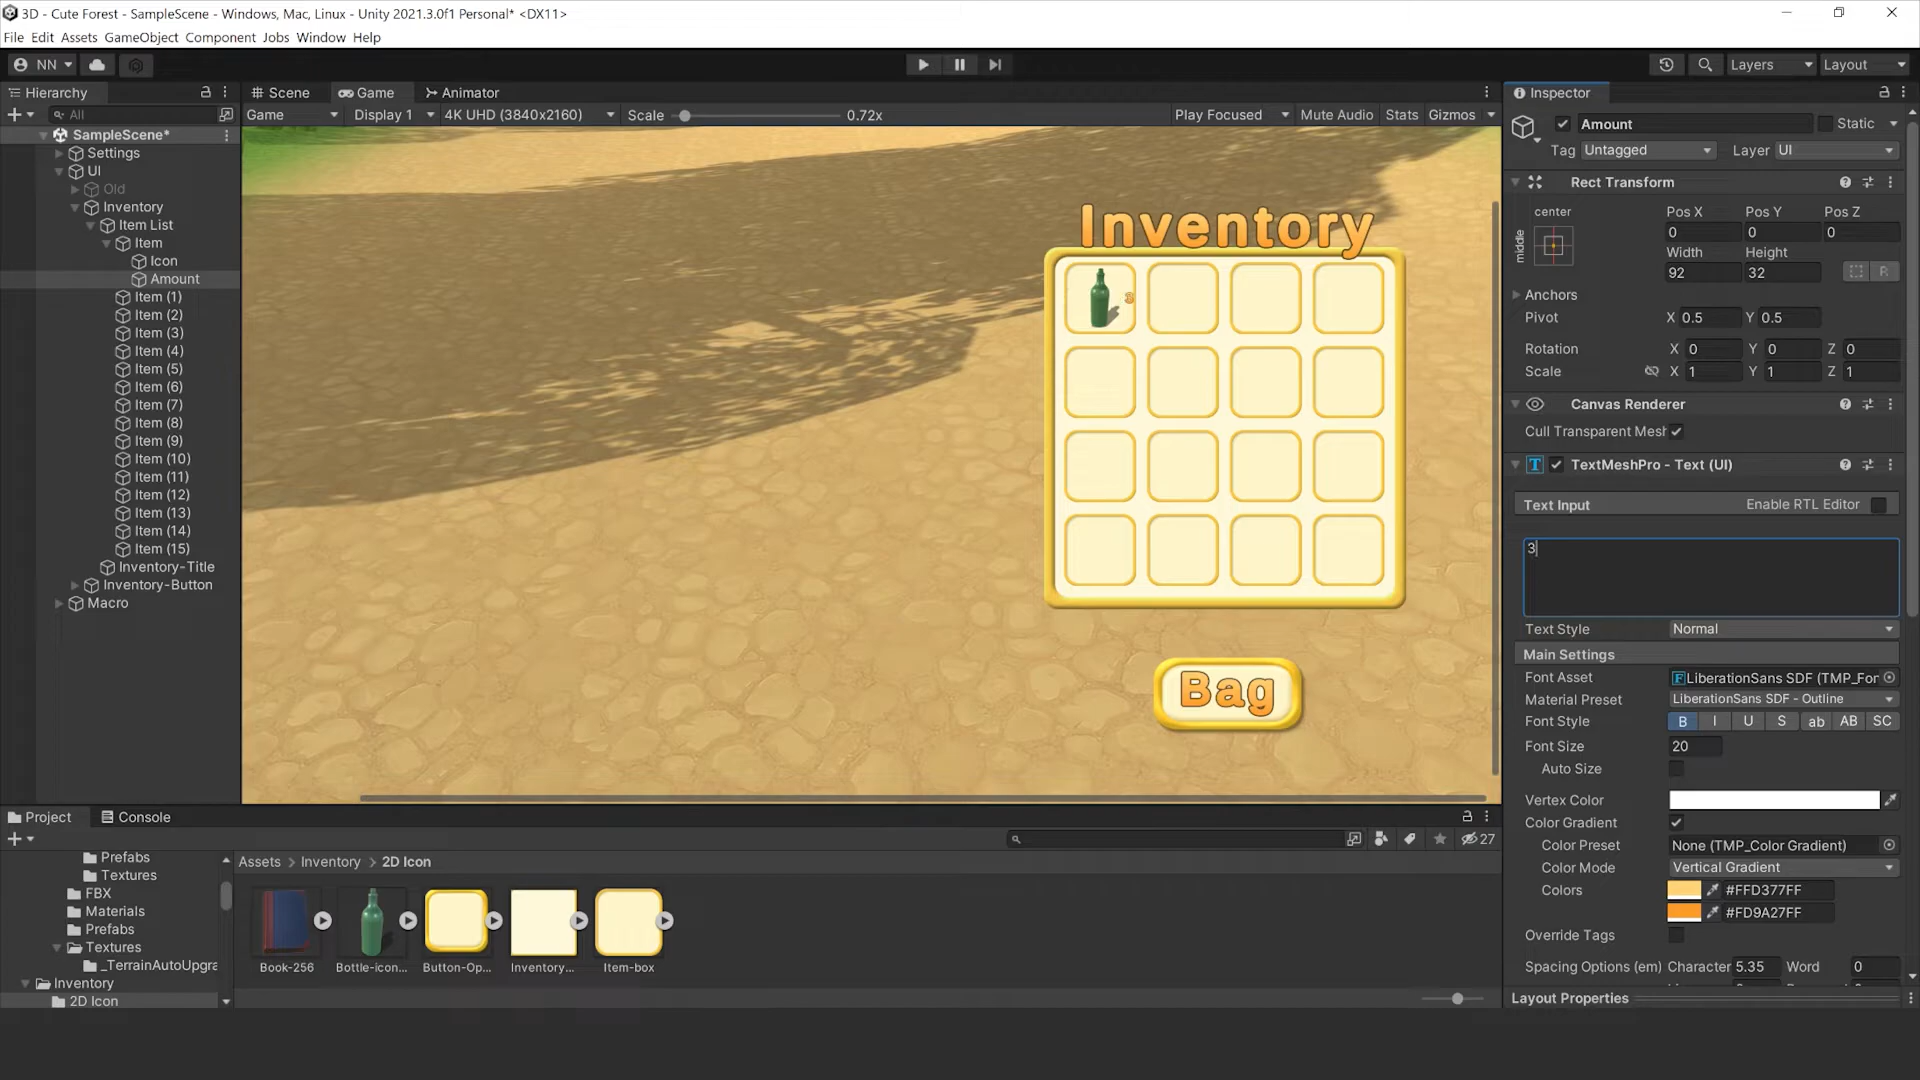 3D - Cute Forest - SampleScene - Windows, Mac, Linux - Unity 2021.3.0f1 Personal* <DX11>
File Edit Assets GameObject Component Jobs Window Help
NN
Layers
Layout
Hierarchy
All
SampleScene*
Settings
UI
Old
Inventory
Item List
Item
Icon
Amount
Item (1)
Item (2)
Item (3)
Item (4)
Item (5)
Item (6)
Item (7)
Item (8)
Item (9)
Item (10)
Item (11)
Item (12)
Item (13)
Item (14)
Item (15)
Inventory-Title
Inventory-Button
Macro
Scene Game Animator
Game Display 1 4K UHD (3840x2160) Scale 0.72x Play Focused Mute Audio Stats Gizmos
Inventory
3
Bag
Inspector
Amount Static
Tag Untagged Layer UI
Rect Transform
center
middle
Pos X Pos Y Pos Z
0 0 0
Width Height
92 32
R
Anchors
Pivot X 0.5 Y 0.5
Rotation X 0 Y 0 Z 0
Scale X 1 Y 1 Z 1
Canvas Renderer
Cull Transparent Mesh
TextMeshPro - Text (UI)
Text Input Enable RTL Editor
3
Text Style Normal
Main Settings
Font Asset LiberationSans SDF (TMP_Fon
Material Preset LiberationSans SDF - Outline
Font Style B I U S ab AB SC
Font Size 20
Auto Size
Vertex Color
Color Gradient
Color Preset None (TMP_Color Gradient)
Color Mode Vertical Gradient
Colors #FFD377FF
#FD9A27FF
Override Tags
Spacing Options (em) Character 5.35 Word 0
Layout Properties
Project Console
27
Prefabs
Textures
FBX
Materials
Prefabs
Textures
_TerrainAutoUpgra
Inventory
2D Icon
Assets > Inventory > 2D Icon
Book-256
Bottle-icon...
Button-Op...
Inventory...
Item-box